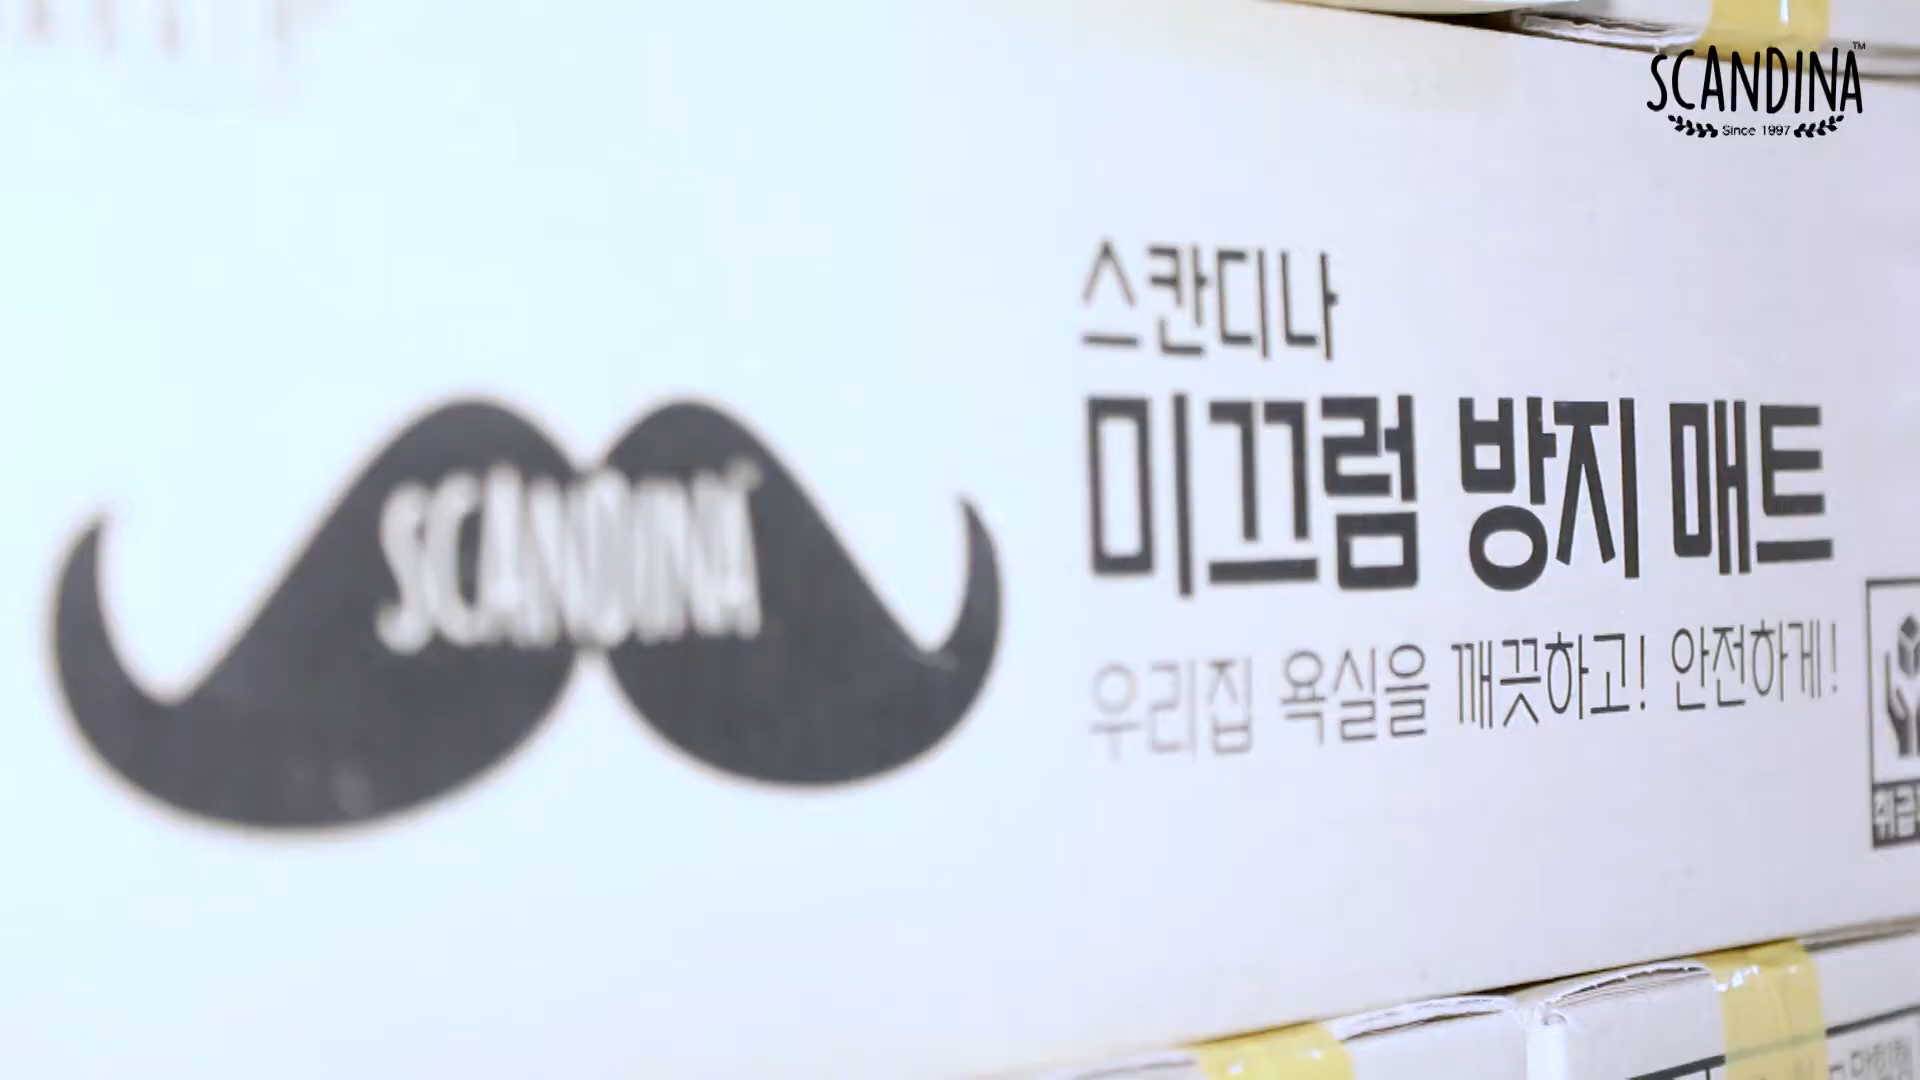 SCANDINA™
Since 1997
SCANDINA
스칸디나
미끄럼 방지 매트
우리집 욕실을 깨끗하고! 안전하게!